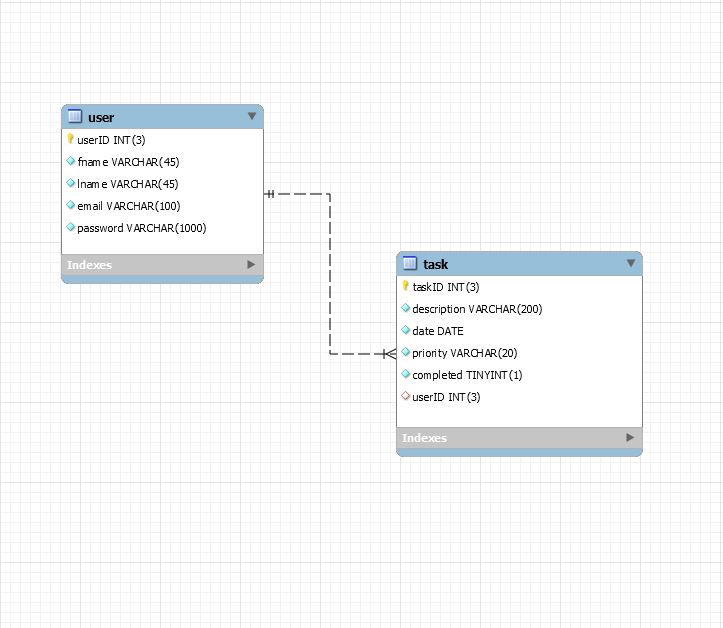 user
userID INT(3)
fname VARCHAR(45)
lname VARCHAR(45)
email VARCHAR(100)
password VARCHAR(1000)
Indexes
task
taskID INT(3)
description VARCHAR(200)
date DATE
priority VARCHAR(20)
completed TINYINT(1)
userID INT(3)
Indexes